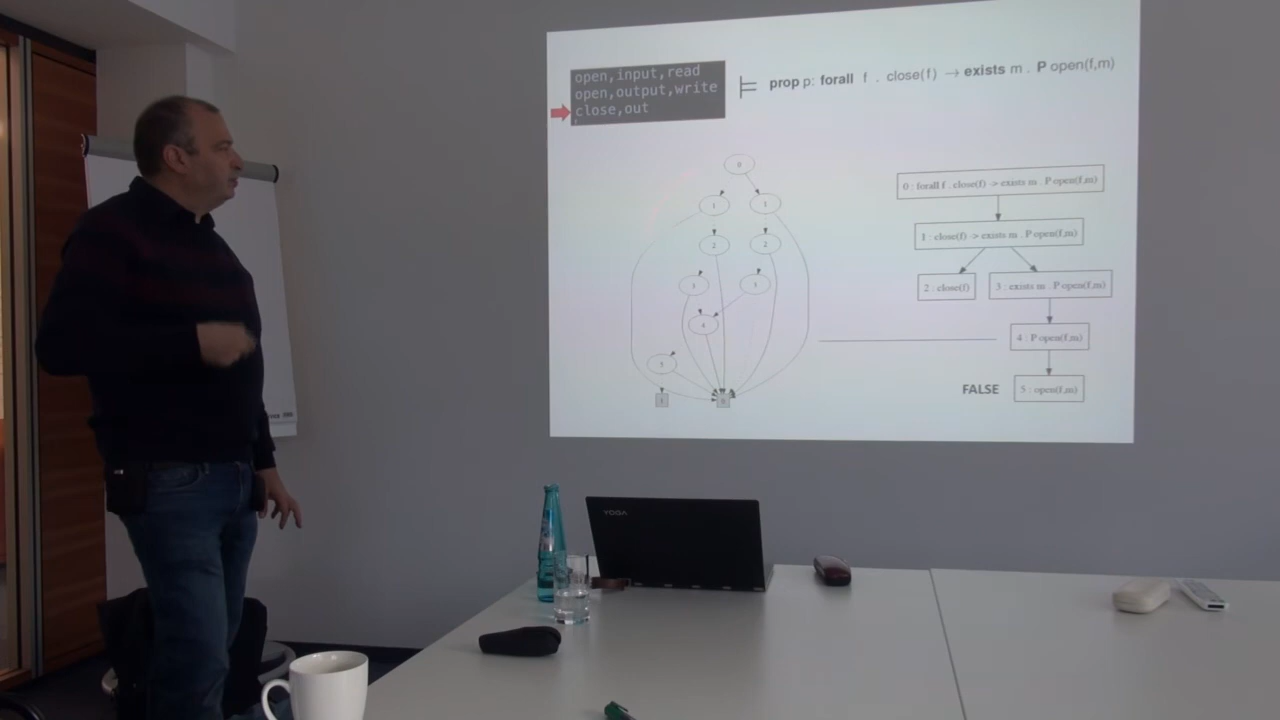 open,input,read
open,output,write
close,out
prop p: forall f . close(f) → exists m . P open(f,m)
0 : forall f . close(f) -> exists m . P open(f,m)
1 : close(f) -> exists m . P open(f,m)
2 : close(f)
3 : exists m . P open(f,m)
4 : P open(f,m)
FALSE
5 : open(f,m)
0
1
1
2
2
3
3
4
5
YOGA